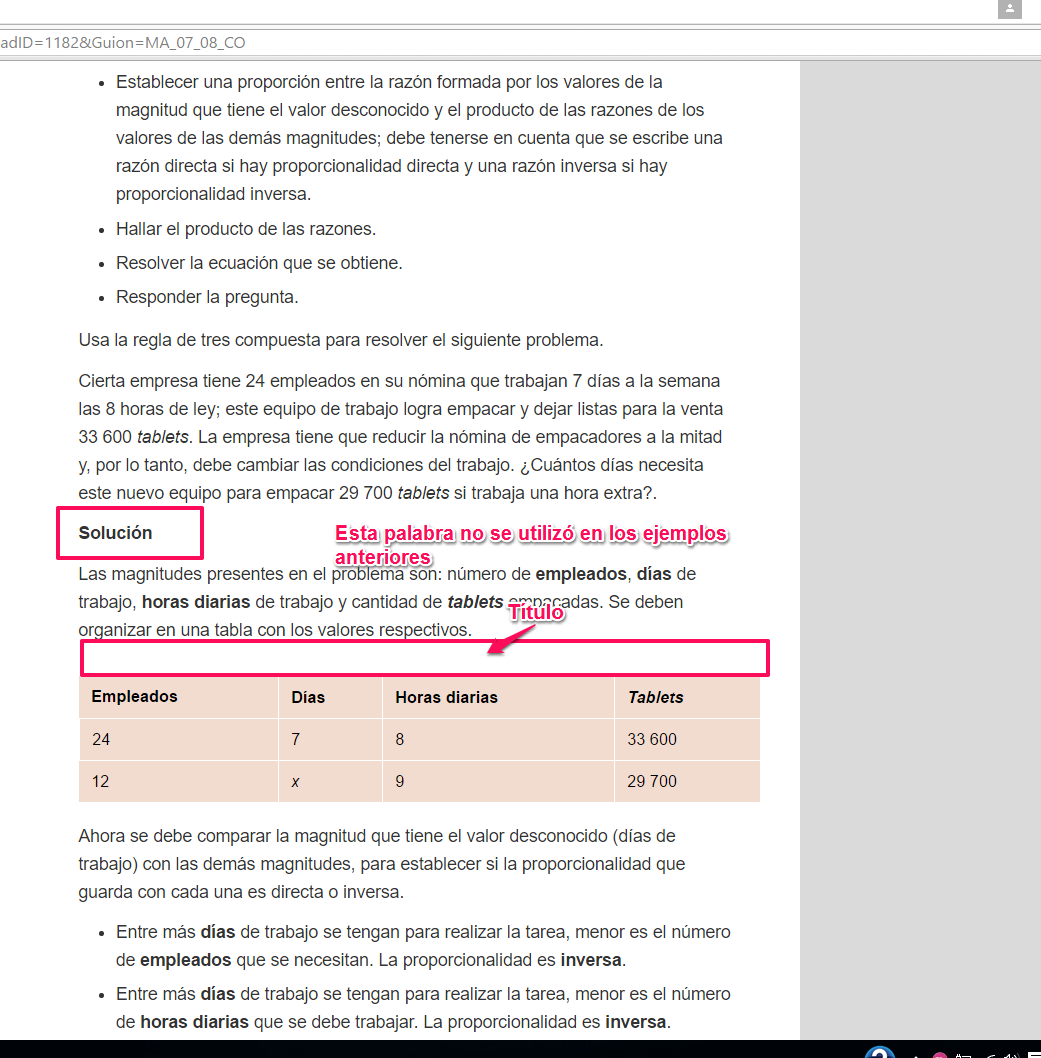 adID=1182&Guion=MA_07_08_CO
• Establecer una proporción entre la razón formada por los valores de la
magnitud que tiene el valor desconocido y el producto de las razones de los
valores de las demás magnitudes; debe tenerse en cuenta que se escribe una
razón directa si hay proporcionalidad directa y una razón inversa si hay
proporcionalidad inversa.
• Hallar el producto de las razones.
• Resolver la ecuación que se obtiene.
• Responder la pregunta.
Usa la regla de tres compuesta para resolver el siguiente problema.
Cierta empresa tiene 24 empleados en su nómina que trabajan 7 días a la semana
las 8 horas de ley; este equipo de trabajo logra empacar y dejar listas para la venta
33 600 tablets. La empresa tiene que reducir la nómina de empacadores a la mitad
y, por lo tanto, debe cambiar las condiciones del trabajo. ¿Cuántos días necesita
este nuevo equipo para empacar 29 700 tablets si trabaja una hora extra?.
Solución
Esta palabra no se utilizó en los ejemplos
anteriores
Las magnitudes presentes en el problema son: número de empleados, días de
trabajo, horas diarias de trabajo y cantidad de tablets empacadas. Se deben
Título
organizar en una tabla con los valores respectivos.
Empleados Días Horas diarias Tablets
24 7 8 33 600
12 x 9 29 700
Ahora se debe comparar la magnitud que tiene el valor desconocido (días de
trabajo) con las demás magnitudes, para establecer si la proporcionalidad que
guarda con cada una es directa o inversa.
• Entre más días de trabajo se tengan para realizar la tarea, menor es el número
de empleados que se necesitan. La proporcionalidad es inversa.
• Entre más días de trabajo se tengan para realizar la tarea, menor es el número
de horas diarias que se debe trabajar. La proporcionalidad es inversa.